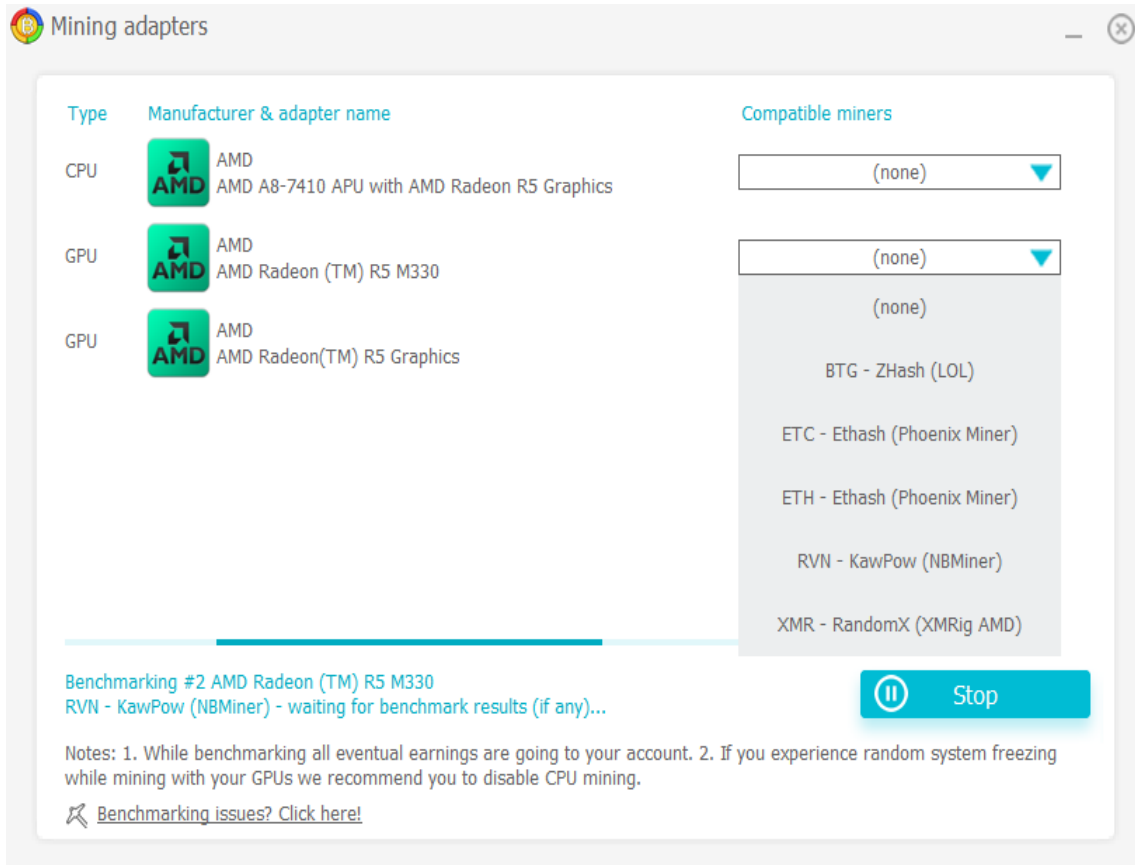 Mining adapters
Type Manufacturer & adapter name Compatible miners
CPU
AMD
AMD
AMD A8-7410 APU with AMD Radeon R5 Graphics
(none)
GPU
AMD
AMD
AMD Radeon (TM) R5 M330
(none)
(none)
BTG - ZHash (LOL)
ETC - Ethash (Phoenix Miner)
ETH - Ethash (Phoenix Miner)
RVN - KawPow (NBMiner)
XMR - RandomX (XMRig AMD)
GPU
AMD
AMD
AMD Radeon(TM) R5 Graphics
Benchmarking #2 AMD Radeon (TM) R5 M330
RVN - KawPow (NBMiner) - waiting for benchmark results (if any)...
Stop
Notes: 1. While benchmarking all eventual earnings are going to your account. 2. If you experience random system freezing
while mining with your GPUs we recommend you to disable CPU mining.
Benchmarking issues? Click here!